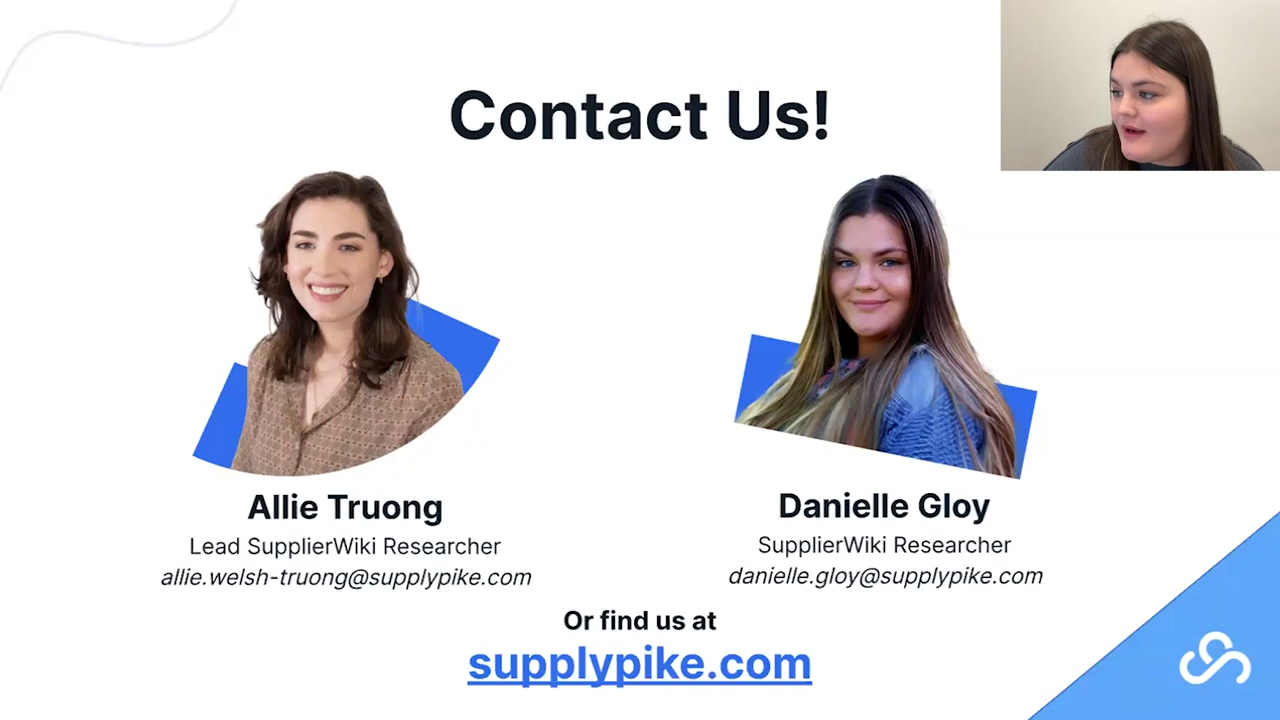 Contact Us!
Allie Truong
Lead SupplierWiki Researcher
allie.welsh-truong@supplypike.com
Danielle Gloy
SupplierWiki Researcher
danielle.gloy@supplypike.com
Or find us at
supplypike.com